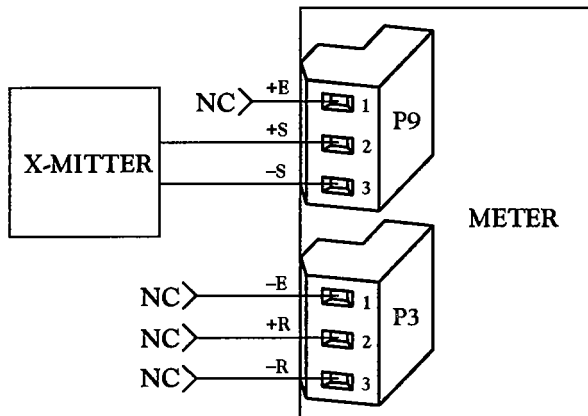 +E
NC
1
+S
P9
2
X-MITTER
–S
3
METER
–E
NC
1
+R
P3
NC
2
–R
NC
3